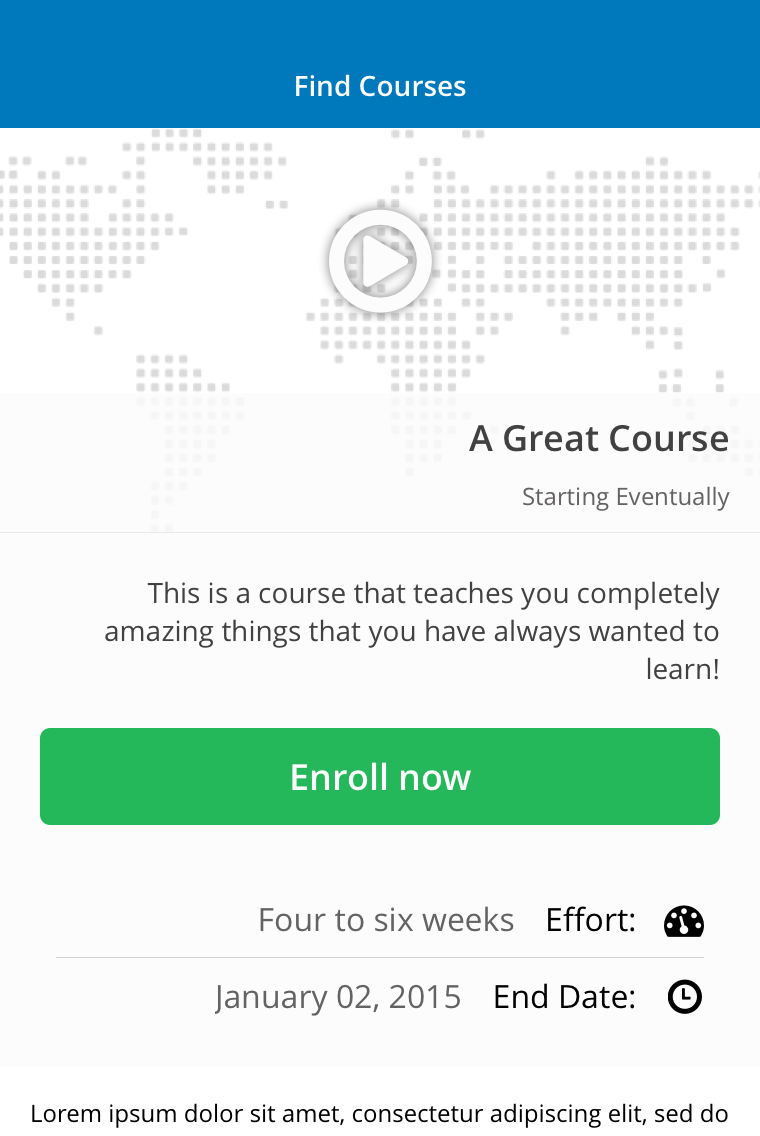 Find Courses
A Great Course
Starting Eventually
This is a course that teaches you completely
amazing things that you have always wanted to
learn!
Enroll now
Effort: Four to six weeks
End Date: January 02, 2015
Lorem ipsum dolor sit amet, consectetur adipiscing elit, sed do